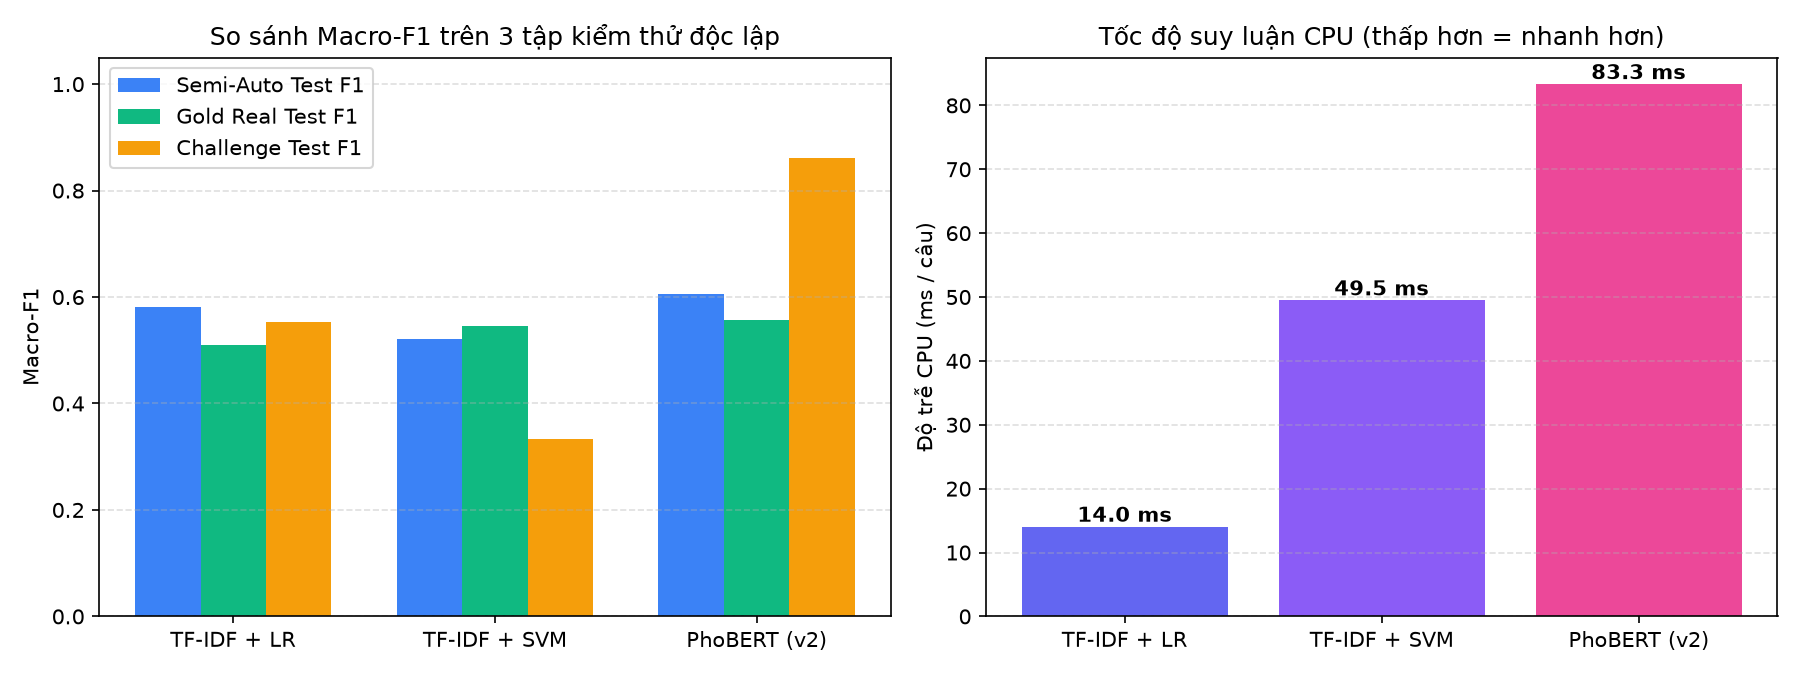 So sánh Macro-F1 trên 3 tập kiểm thử độc lập
Macro-F1
1.0
0.8
0.6
0.4
0.2
0.0
Semi-Auto Test F1
Gold Real Test F1
Challenge Test F1
TF-IDF + LR
TF-IDF + SVM
PhoBERT (v2)
Tốc độ suy luận CPU (thấp hơn = nhanh hơn)
Độ trễ CPU (ms / câu)
80
70
60
50
40
30
20
10
0
14.0 ms
49.5 ms
83.3 ms
TF-IDF + LR
TF-IDF + SVM
PhoBERT (v2)